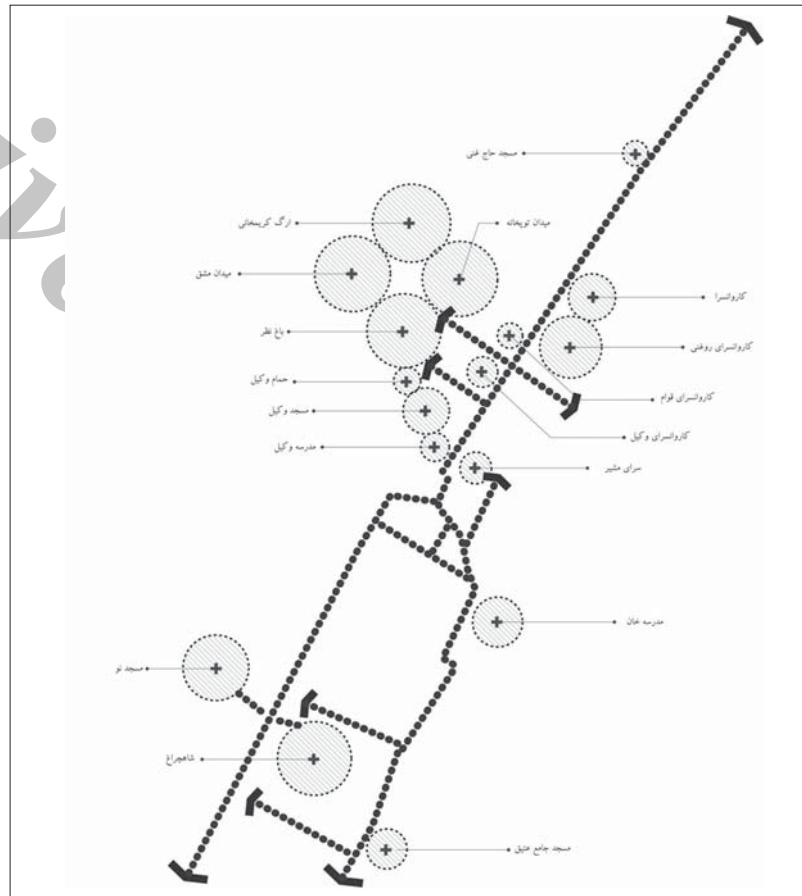 مسجد حاج غنی
ارگ کریمخانی
میدان توپخانه
میدان مشق
کاروانسرا
باغ نظر
کاروانسرای روغنی
حمام وکیل
کاروانسرای قوام
مسجد وکیل
کاروانسرای وکیل
مدرسه وکیل
سرای مشیر
مدرسه خان
مسجد نو
شاهچراغ
مسجد جامع عتیق